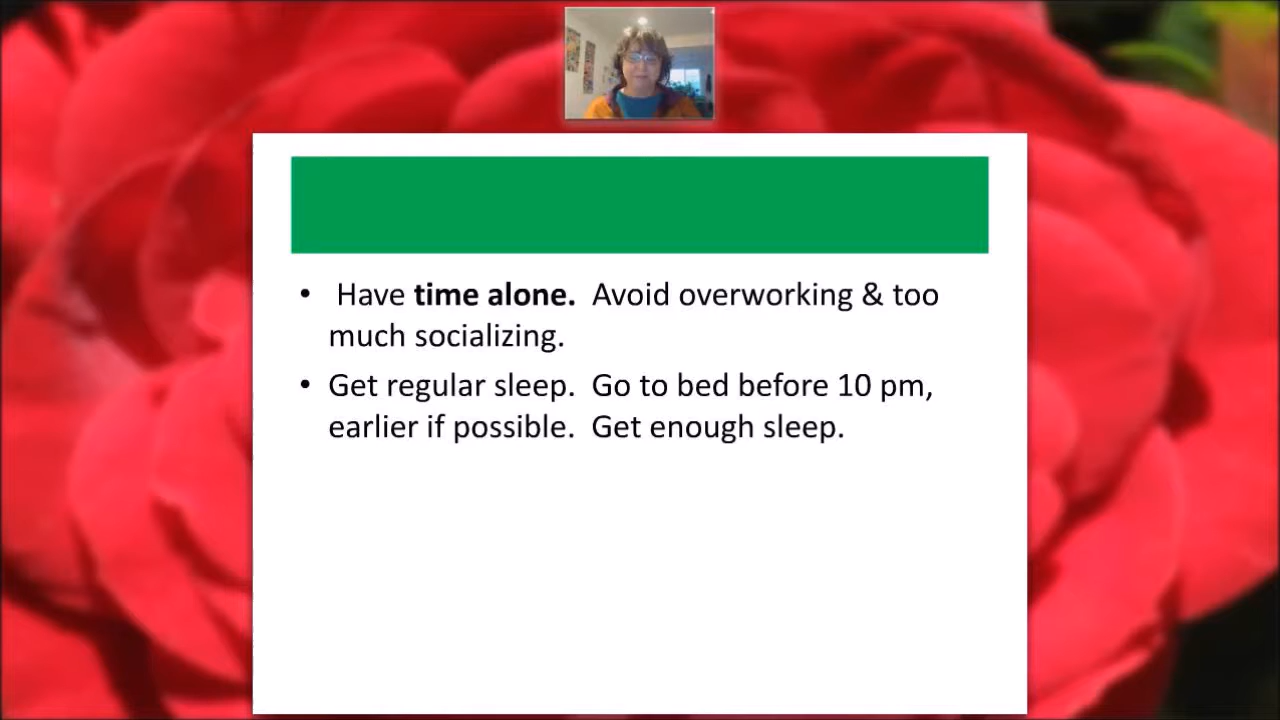 • Have time alone. Avoid overworking & too
much socializing.
• Get regular sleep. Go to bed before 10 pm,
earlier if possible. Get enough sleep.